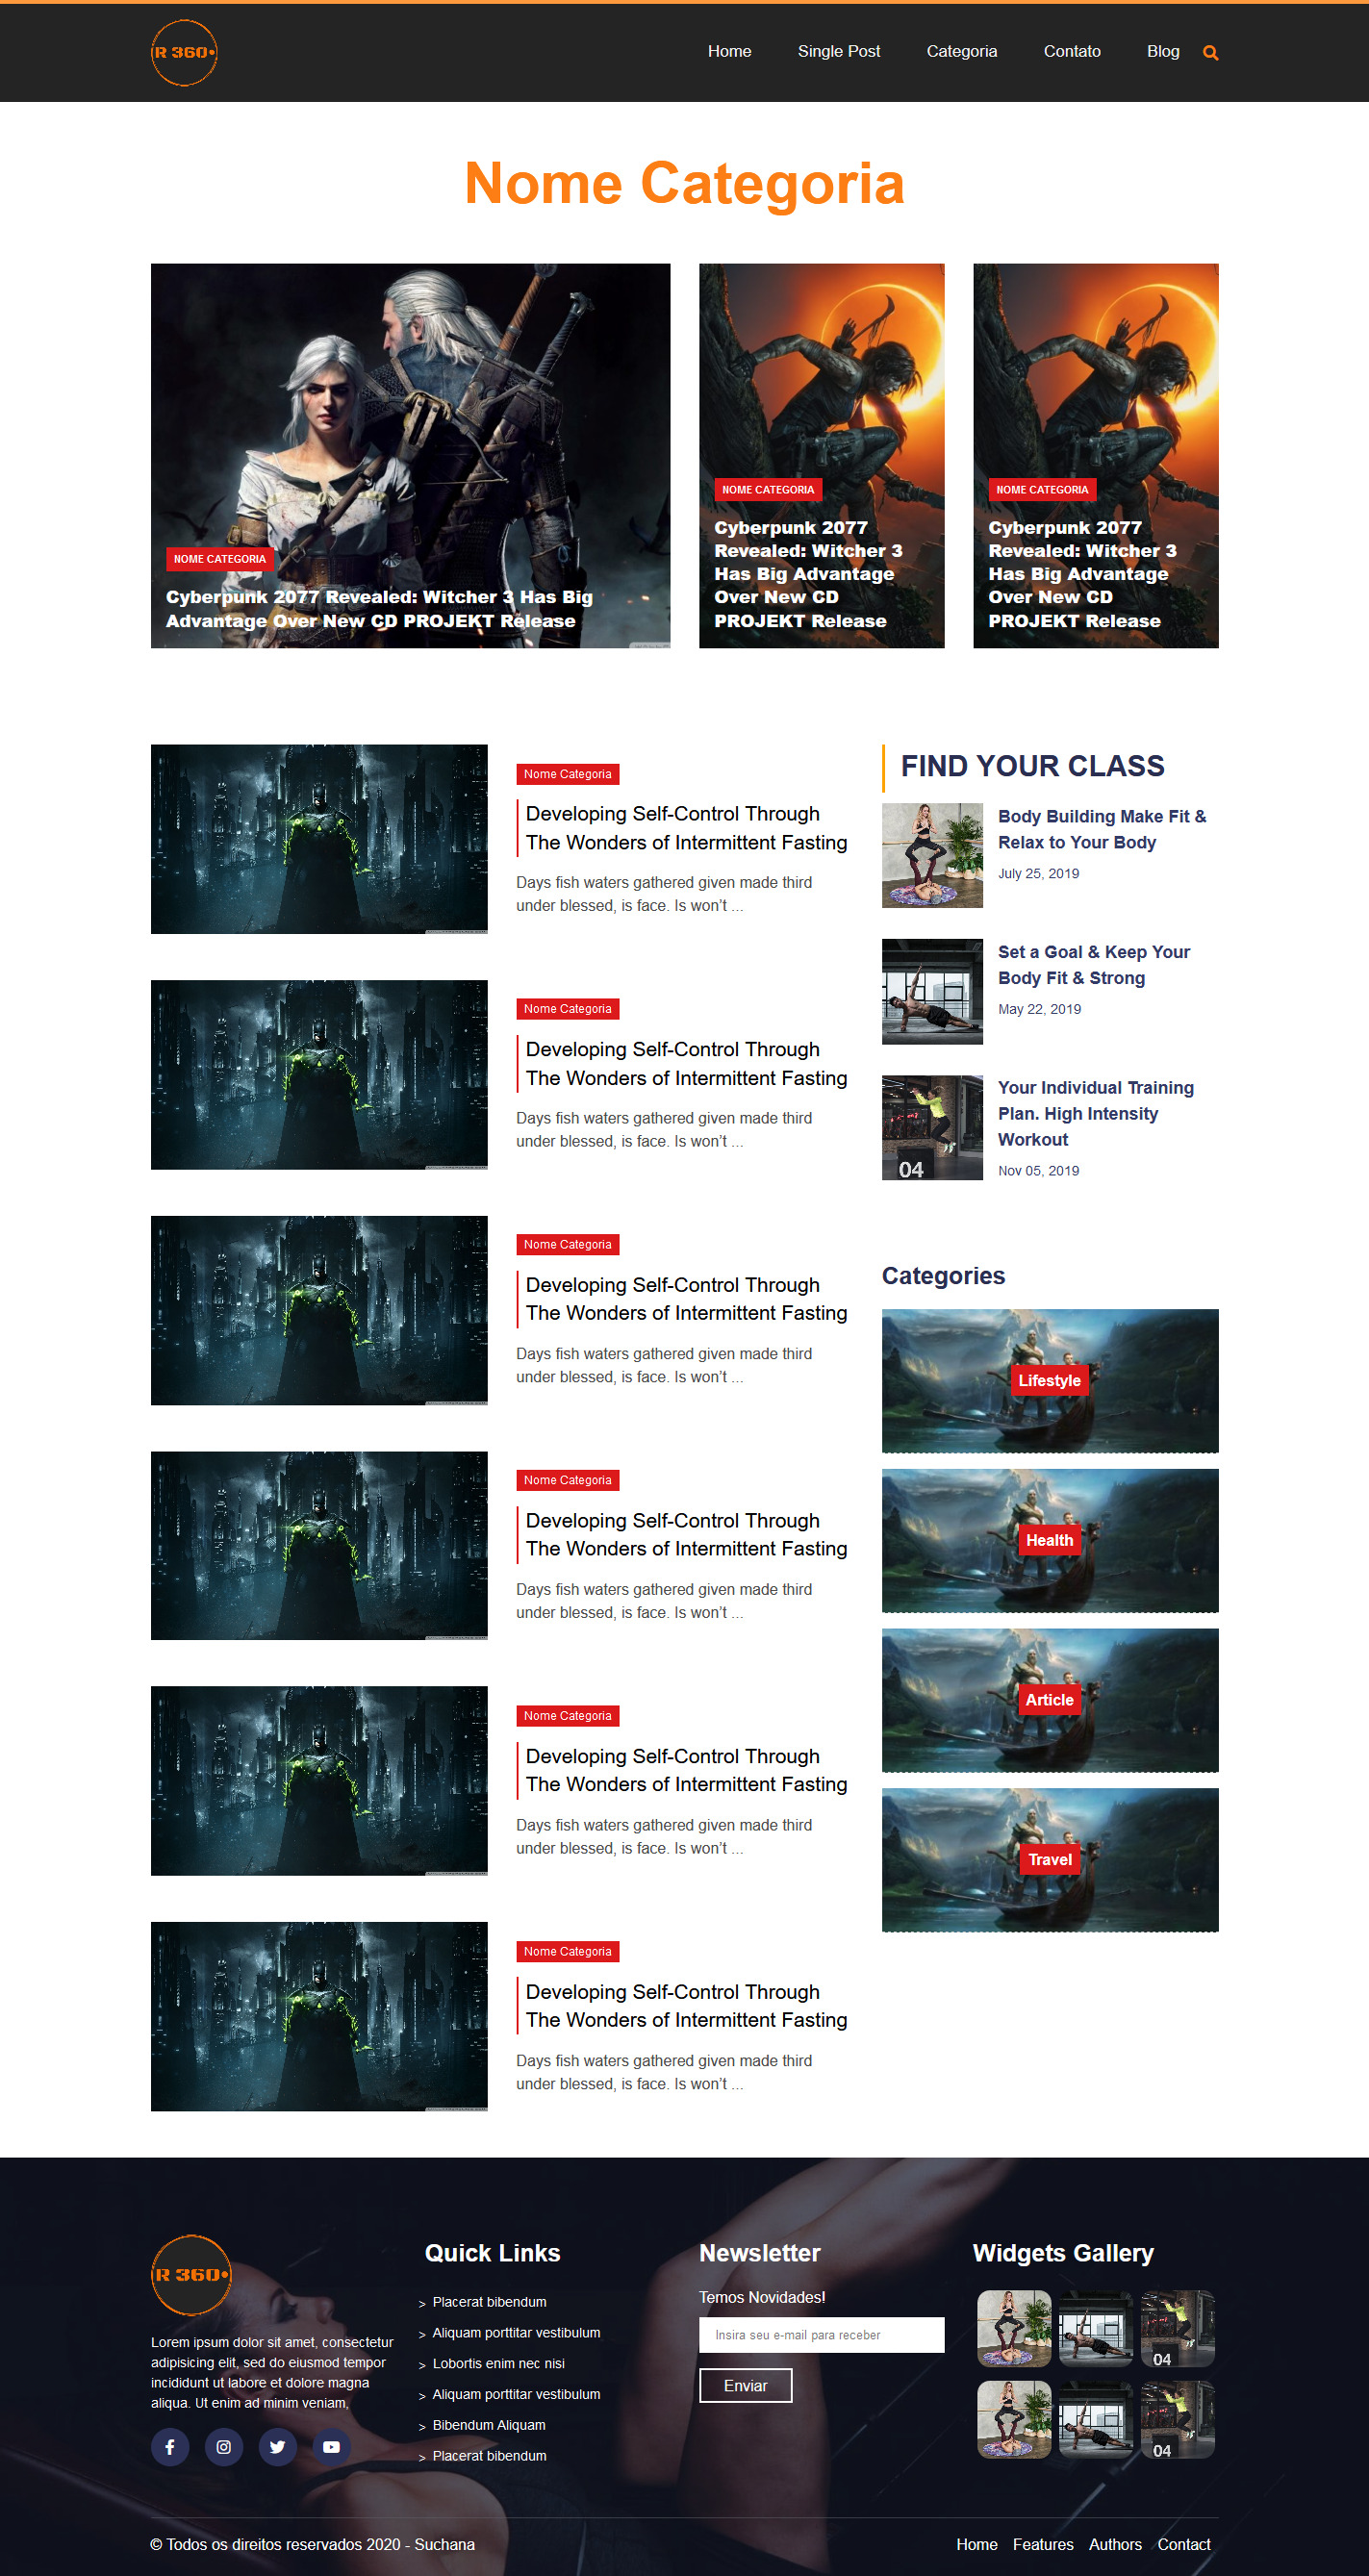 R 360
Home
Single Post
Categoria
Contato
Blog
Nome Categoria
NOME CATEGORIA
Cyberpunk 2077 Revealed: Witcher 3 Has Big
Advantage Over New CD PROJEKT Release
NOME CATEGORIA
Cyberpunk 2077
Revealed: Witcher 3
Has Big Advantage
Over New CD
PROJEKT Release
NOME CATEGORIA
Cyberpunk 2077
Revealed: Witcher 3
Has Big Advantage
Over New CD
PROJEKT Release
Nome Categoria
Developing Self-Control Through
The Wonders of Intermittent Fasting
Days fish waters gathered given made third
under blessed, is face. Is won’t ...
Nome Categoria
Developing Self-Control Through
The Wonders of Intermittent Fasting
Days fish waters gathered given made third
under blessed, is face. Is won’t ...
Nome Categoria
Developing Self-Control Through
The Wonders of Intermittent Fasting
Days fish waters gathered given made third
under blessed, is face. Is won’t ...
Nome Categoria
Developing Self-Control Through
The Wonders of Intermittent Fasting
Days fish waters gathered given made third
under blessed, is face. Is won’t ...
Nome Categoria
Developing Self-Control Through
The Wonders of Intermittent Fasting
Days fish waters gathered given made third
under blessed, is face. Is won’t ...
Nome Categoria
Developing Self-Control Through
The Wonders of Intermittent Fasting
Days fish waters gathered given made third
under blessed, is face. Is won’t ...
FIND YOUR CLASS
Body Building Make Fit &
Relax to Your Body
July 25, 2019
Set a Goal & Keep Your
Body Fit & Strong
May 22, 2019
04
Your Individual Training
Plan. High Intensity
Workout
Nov 05, 2019
Categories
Lifestyle
Health
Article
Travel
R 360
Lorem ipsum dolor sit amet, consectetur
adipisicing elit, sed do eiusmod tempor
incididunt ut labore et dolore magna
aliqua. Ut enim ad minim veniam,
Quick Links
> Placerat bibendum
> Aliquam porttitar vestibulum
> Lobortis enim nec nisi
> Aliquam porttitar vestibulum
> Bibendum Aliquam
> Placerat bibendum
Newsletter
Temos Novidades!
Insira seu e-mail para receber
Enviar
Widgets Gallery
04
04
© Todos os direitos reservados 2020 - Suchana
Home
Features
Authors
Contact